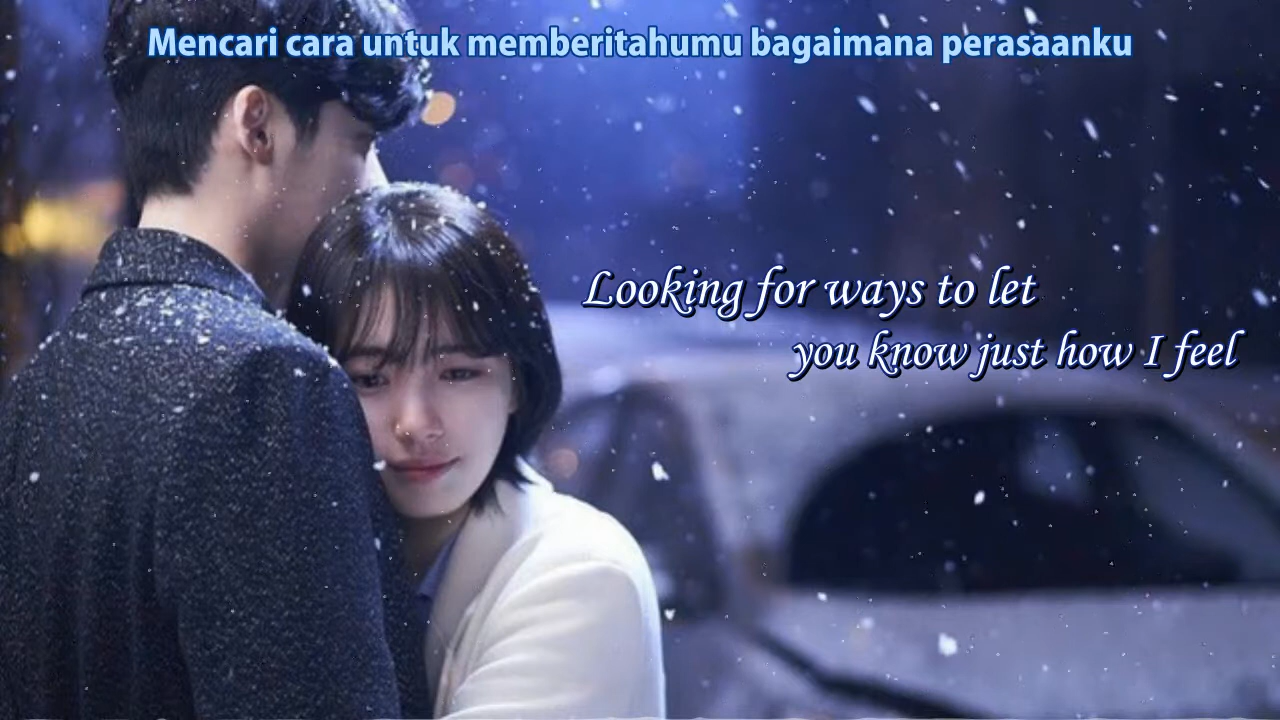 Mencari cara untuk memberitahumu bagaimana perasaanku
Looking for ways to let
you know just how I feel